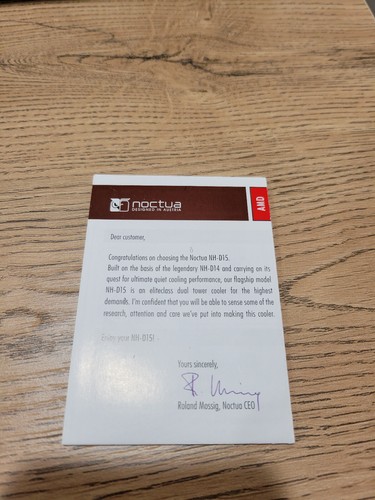 noctua
DESIGNED IN AUSTRIA
AMD
Dear customer,
Congratulations on choosing the Noctua NH-D15.
Built on the basis of the legendary NH-D14 and carrying on its
quest for ultimate quiet cooling performance, our flagship model
NH-D15 is an eliteclass dual tower cooler for the highest
demands. I'm confident that you will be able to sense some of the
research, attention and care we've put into making this cooler.
Enjoy your NH-D15!
Yours sincerely,
Roland Mossig, Noctua CEO